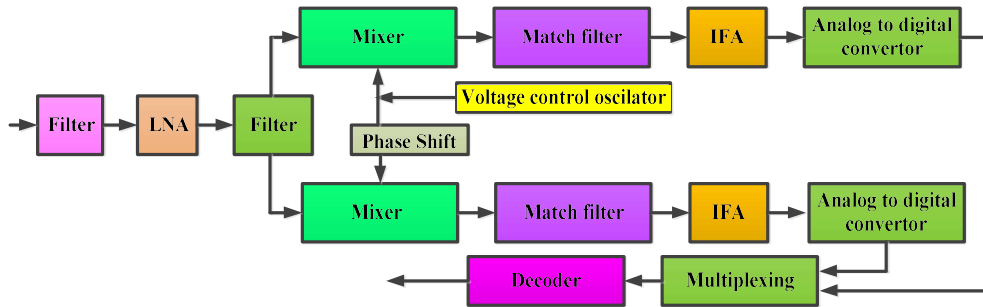 Mixer
Match filter
IFA
Analog to digital
convertor
Voltage control oscilator
Filter
LNA
Filter
Phase Shift
Mixer
Match filter
IFA
Analog to digital
convertor
Decoder
Multiplexing